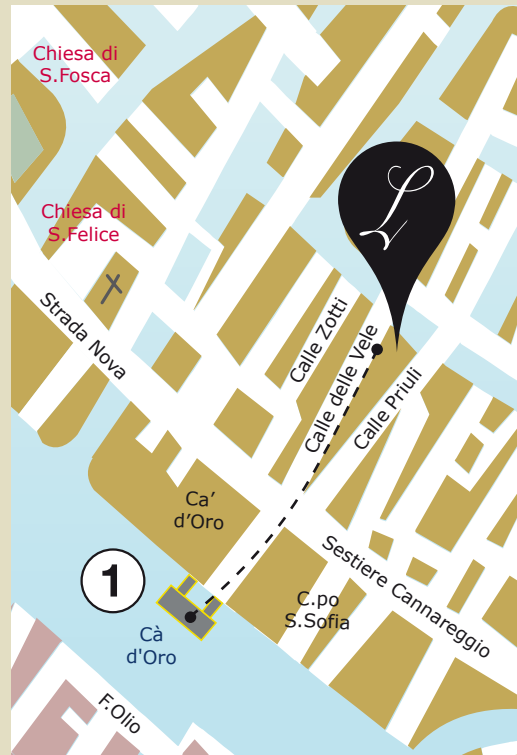 Chiesa di
S.Fosca
L
Chiesa di
S.Felice
Strada Nova
Calle Zotti
Calle delle Vele
Calle Priuli
Ca'
d'Oro
Sestiere Cannareggio
1
C.po
S.Sofia
Cà
d'Oro
F.Olio